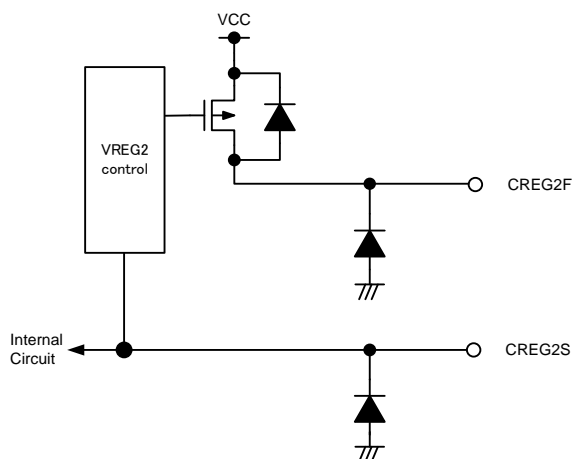 VCC
VREG2
control
CREG2F
Internal
Circuit
CREG2S